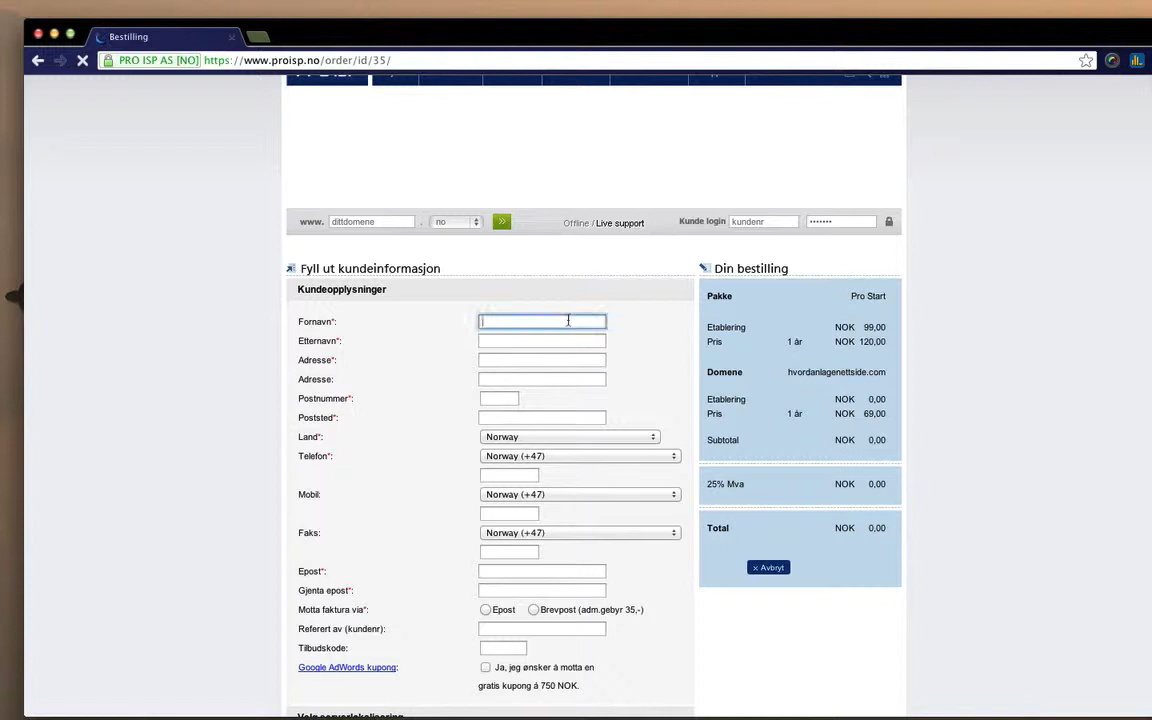 Bestilling
PRO ISP AS [NO] https://www.proisp.no/order/id/35/
www. dittdomene . no » Offline / Live support Kunde login kundenr •••••••
Fyll ut kundeinformasjon
Kundeopplysninger
Fornavn*:
Etternavn*:
Adresse*:
Adresse:
Postnummer*:
Poststed*:
Land*: Norway
Telefon*: Norway (+47)
Mobil: Norway (+47)
Faks: Norway (+47)
Epost*:
Gjenta epost*:
Motta faktura via*: Epost Brevpost (adm.gebyr 35,-)
Referert av (kundenr):
Tilbudskode:
Google AdWords kupong: Ja, jeg ønsker å motta en
gratis kupong á 750 NOK.
Velg serverlokalisering
Din bestilling
Pakke Pro Start
Etablering NOK 99,00
Pris 1 år NOK 120,00
Domene hvordanlagenettside.com
Etablering NOK 0,00
Pris 1 år NOK 69,00
Subtotal NOK 0,00
25% Mva NOK 0,00
Total NOK 0,00
x Avbryt